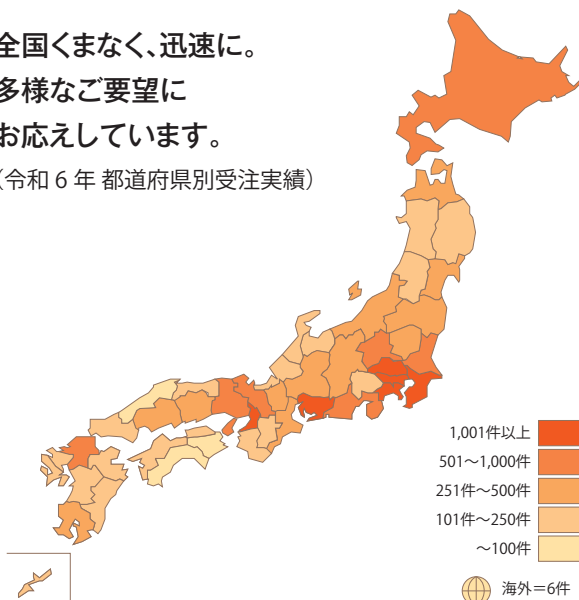 全国くまなく、迅速に。
多様なご要望に
お応えしています。
（令和6年 都道府県別受注実績）
1,001件以上
501〜1,000件
251件〜500件
101件〜250件
〜100件
海外=6件